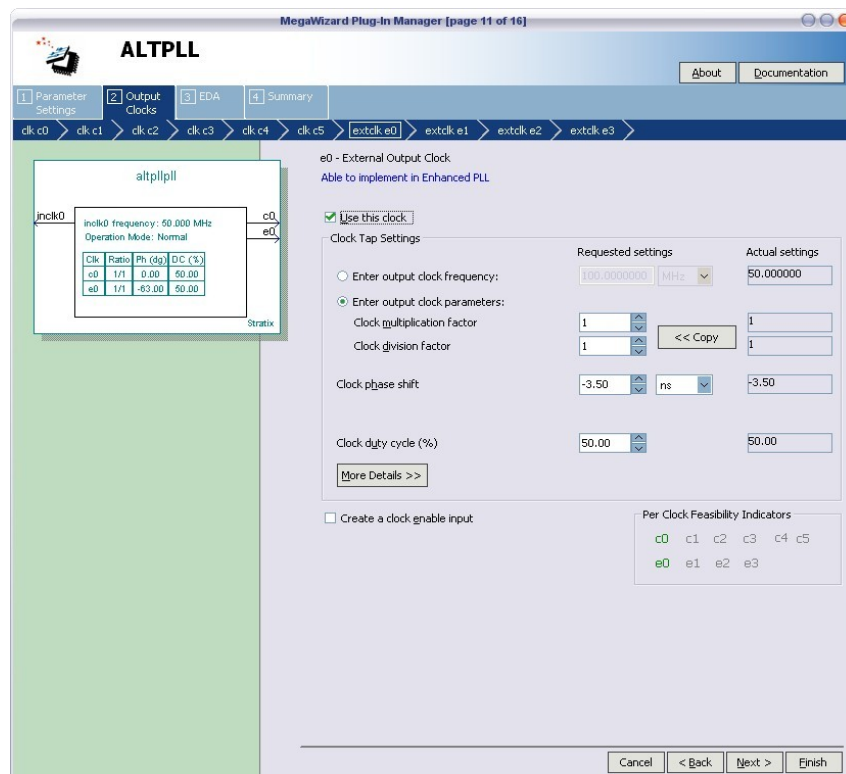 MegaWizard Plug-In Manager [page 11 of 16]
ALTPLL
About
Documentation
1 Parameter Settings
2 Output Clocks
3 EDA
4 Summary
clk c0
clk c1
clk c2
clk c3
clk c4
clk c5
extclk e0
extclk e1
extclk e2
extclk e3
altpllpll
inclk0
inclk0 frequency: 50.000 MHz
Operation Mode: Normal
Clk Ratio Ph (dg) DC (%)
c0 1/1 0.00 50.00
e0 1/1 -63.00 50.00
c0
e0
Stratix
e0 - External Output Clock
Able to implement in Enhanced PLL
Use this clock
Clock Tap Settings
Requested settings
Actual settings
Enter output clock frequency:
100.0000000
MHz
50.000000
Enter output clock parameters:
Clock multiplication factor
1
1
<< Copy
Clock division factor
1
1
Clock phase shift
-3.50
ns
-3.50
Clock duty cycle (%)
50.00
50.00
More Details >>
Create a clock enable input
Per Clock Feasibility Indicators
c0 c1 c2 c3 c4 c5
e0 e1 e2 e3
Cancel
< Back
Next >
Finish